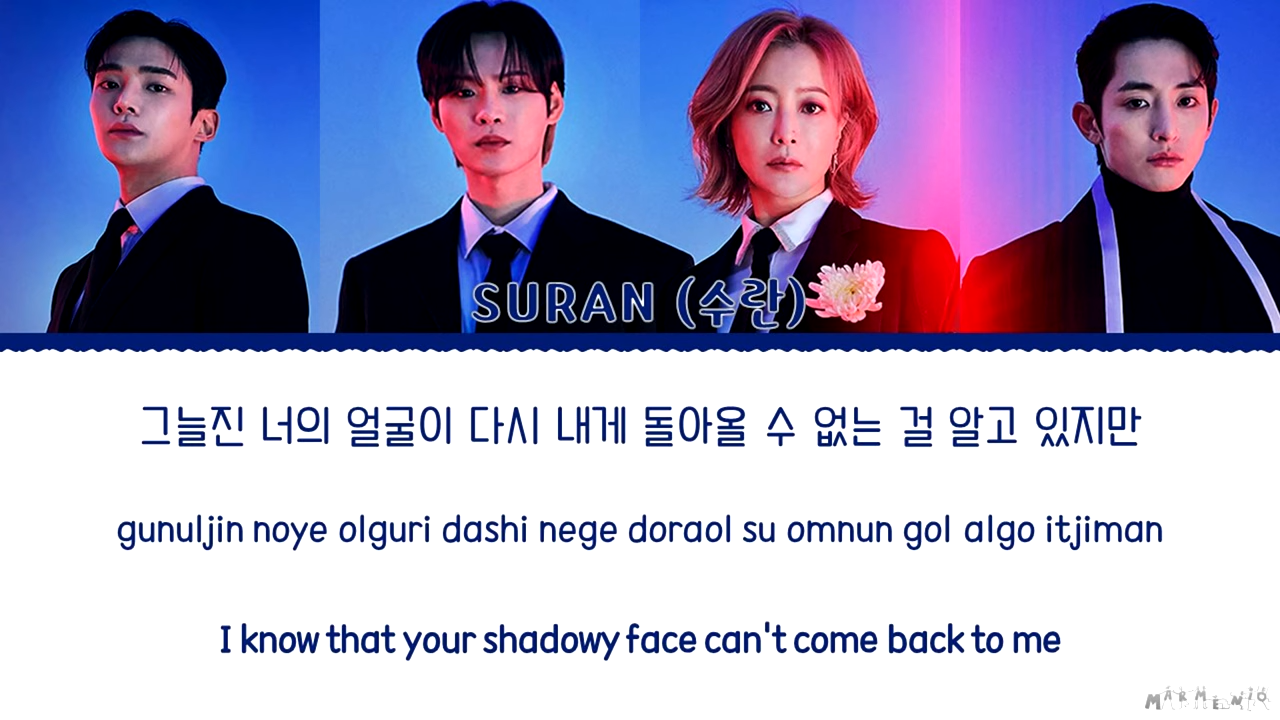 SURAN (수란)
그늘진 너의 얼굴이 다시 내게 돌아올 수 없는 걸 알고 있지만
gunuljin noye olguri dashi nege doraol su omnun gol algo itjiman
I know that your shadowy face can't come back to me